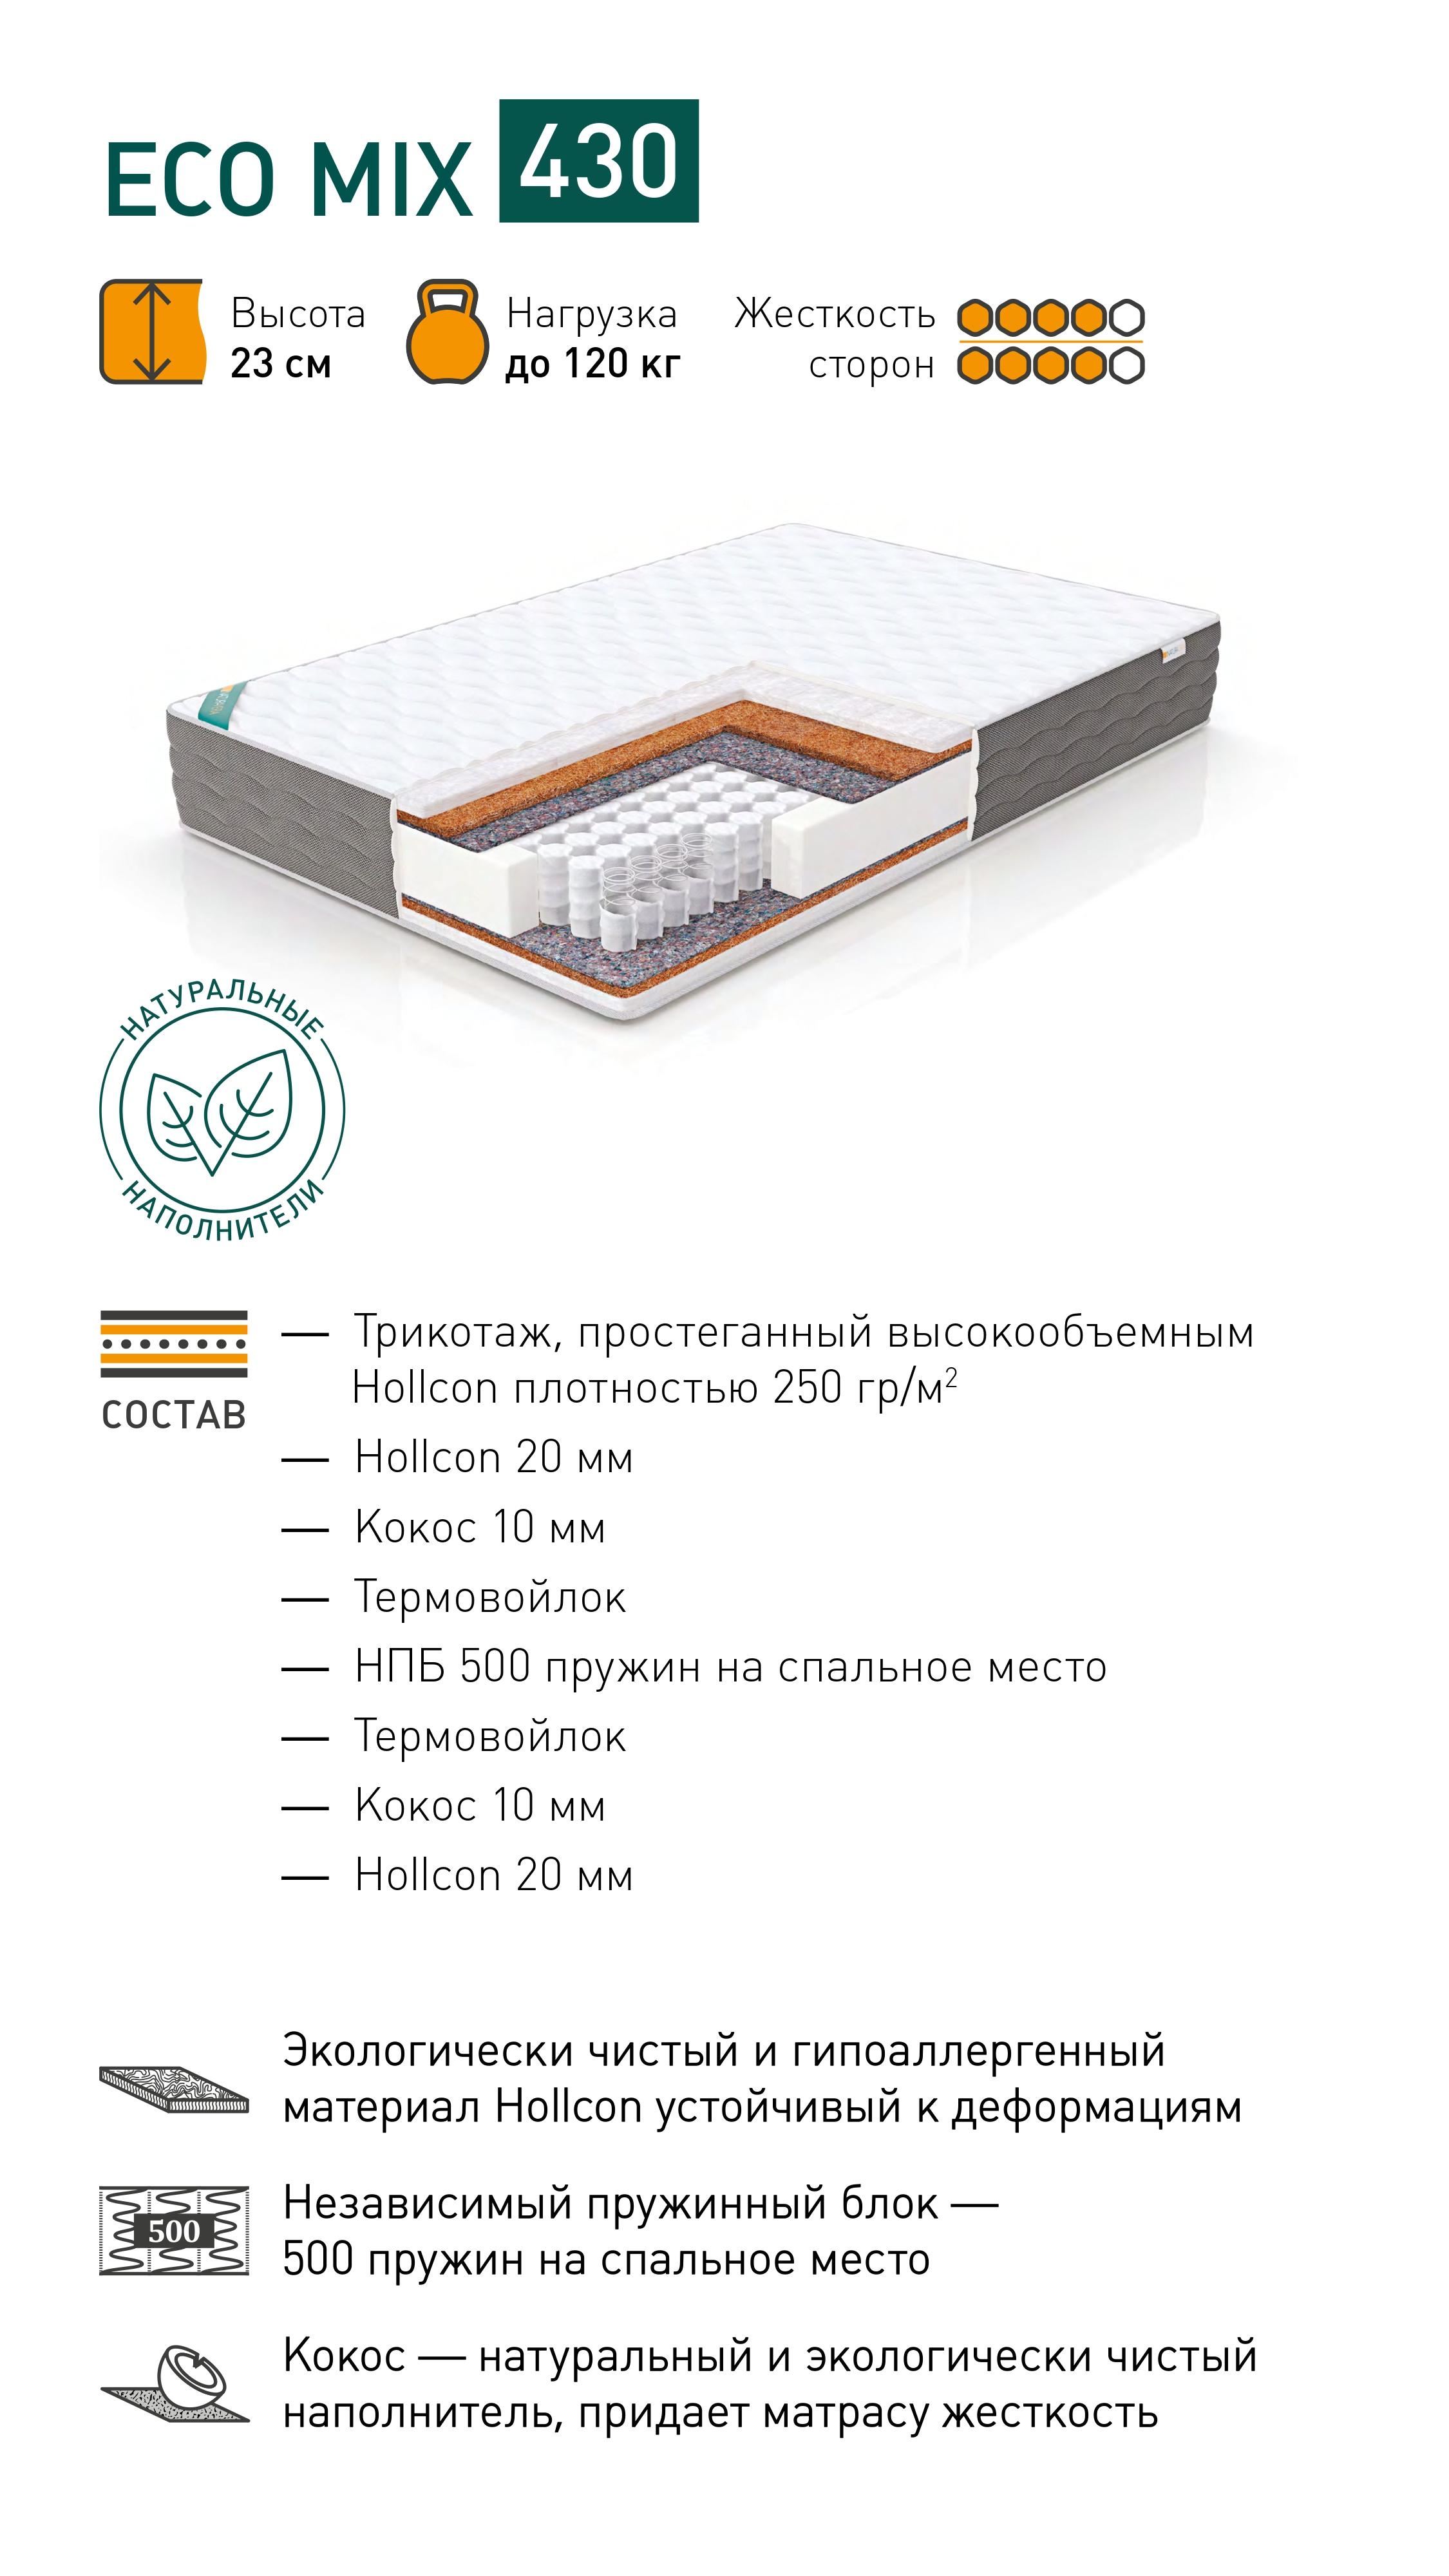 ECO MIX 430
Высота
23 см
Нагрузка
до 120 кг
Жесткость
сторон
НАТУРАЛЬНЫЕ
НАПОЛНИТЕЛИ
СОСТАВ
— Трикотаж, простеганный высокообъемным
Hollcon плотностью 250 гр/м²
— Hollcon 20 мм
— Кокос 10 мм
— Термовойлок
— НПБ 500 пружин на спальное место
— Термовойлок
— Кокос 10 мм
— Hollcon 20 мм
Экологически чистый и гипоаллергенный
материал Hollcon устойчивый к деформациям
500
Независимый пружинный блок —
500 пружин на спальное место
Кокос — натуральный и экологически чистый
наполнитель, придает матрасу жесткость